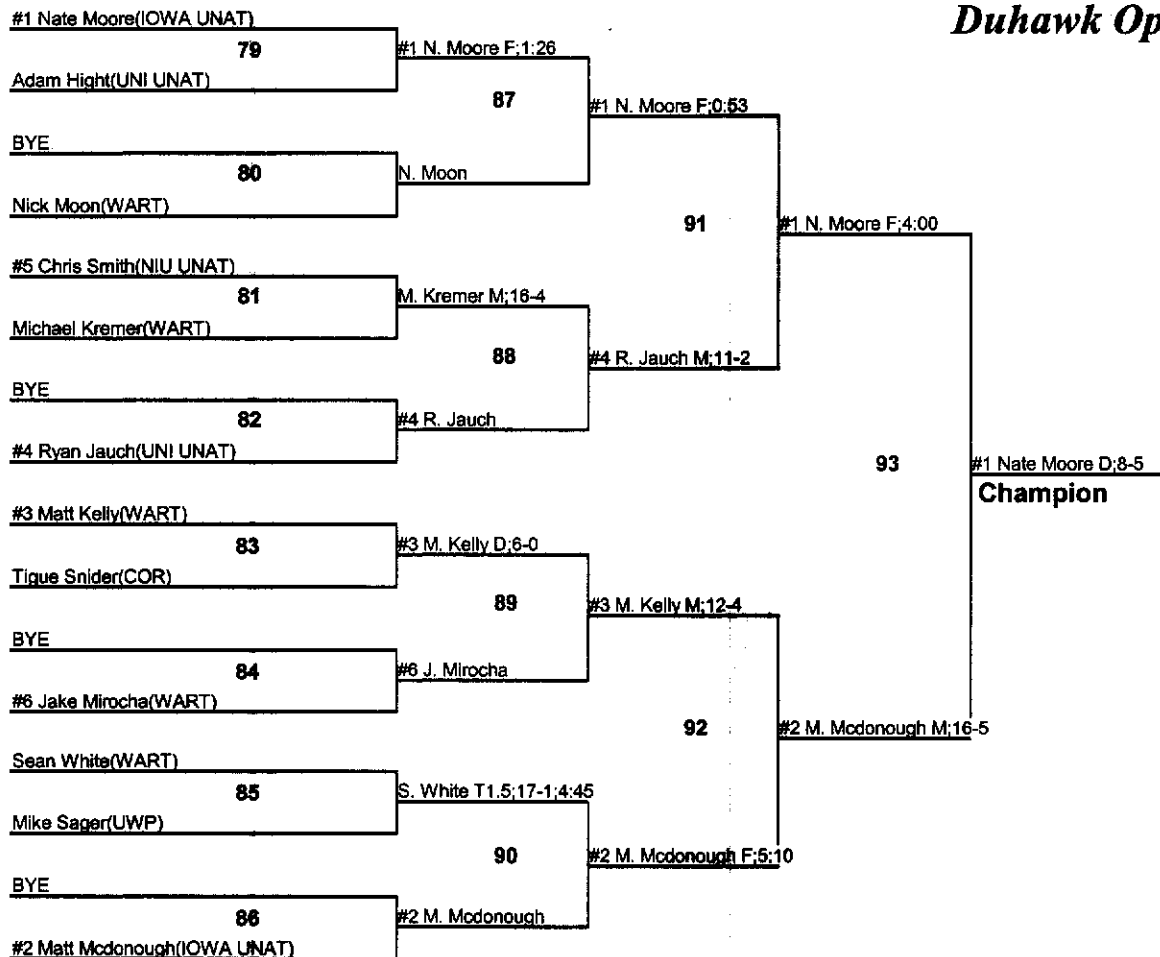 Duhawk Op
#1 Nate Moore(IOWA UNAT)
79
Adam Hight(UNI UNAT)
BYE
80
Nick Moon(WART)
#5 Chris Smith(NIU UNAT)
81
Michael Kremer(WART)
BYE
82
#4 Ryan Jauch(UNI UNAT)
#3 Matt Kelly(WART)
83
Tigue Snider(COR)
BYE
84
#6 Jake Mirocha(WART)
Sean White(WART)
85
Mike Sager(UWP)
BYE
86
#2 Matt Mcdonough(IOWA UNAT)
#1 N. Moore F;1:26
87
N. Moon
M. Kremer M;16-4
88
#4 R. Jauch
#3 M. Kelly D;6-0
89
#6 J. Mirocha
S. White T1.5;17-1;4:45
90
#2 M. Mcdonough
#1 N. Moore F;0:53
91
#4 R. Jauch M;11-2
#3 M. Kelly M;12-4
92
#2 M. Mcdonough F;5:10
#1 N. Moore F;4:00
93
#2 M. Mcdonough M;16-5
#1 Nate Moore D;8-5
Champion